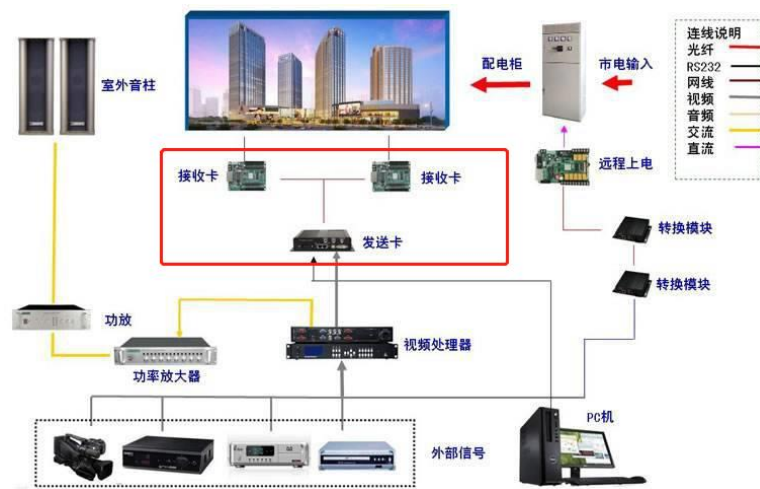 连线说明
光纤
RS232
网线
视频
音频
交流
直流
室外音柱
配电柜
市电输入
接收卡
接收卡
远程上电
发送卡
转换模块
转换模块
功放
视频处理器
功率放大器
PC机
外部信号